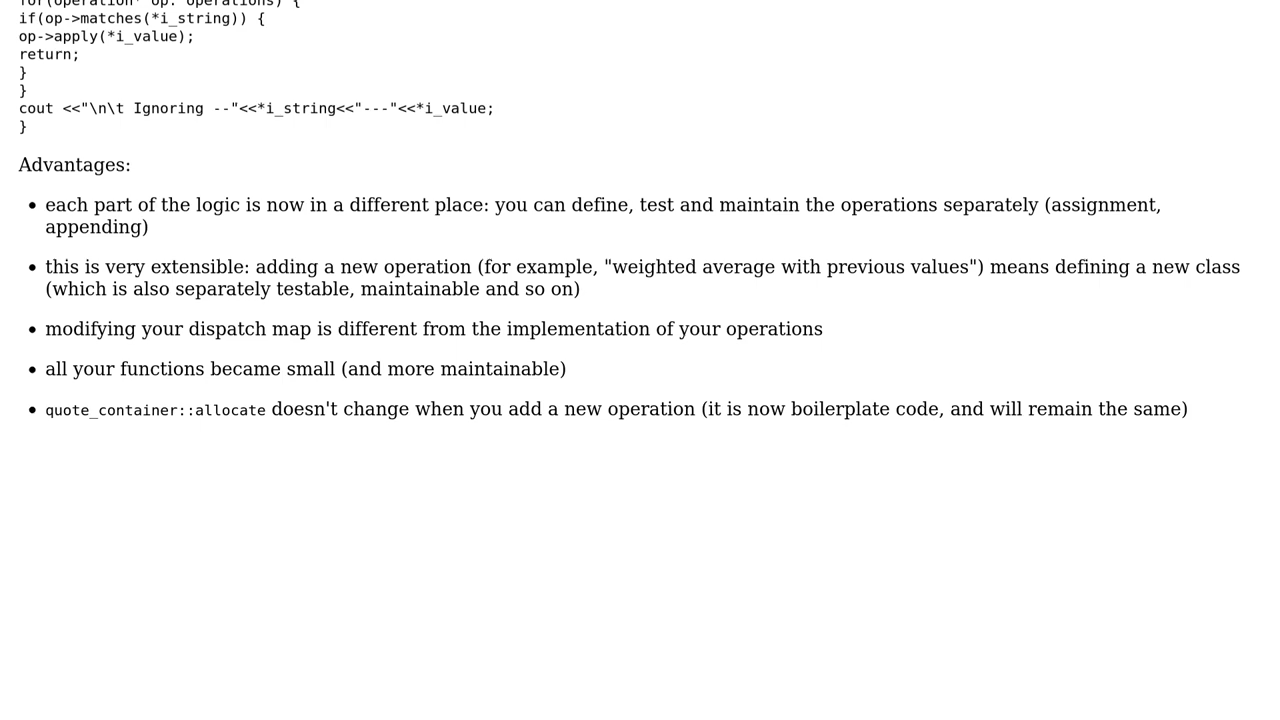 for(operation* op: operations) {
if(op->matches(*i_string)) {
op->apply(*i_value);
return;
}
}
cout <<"\n\t Ignoring --"<<*i_string<<"---"<<*i_value;
}
Advantages:
• each part of the logic is now in a different place: you can define, test and maintain the operations separately (assignment,
appending)
• this is very extensible: adding a new operation (for example, "weighted average with previous values") means defining a new class
(which is also separately testable, maintainable and so on)
• modifying your dispatch map is different from the implementation of your operations
• all your functions became small (and more maintainable)
• quote_container::allocate doesn't change when you add a new operation (it is now boilerplate code, and will remain the same)